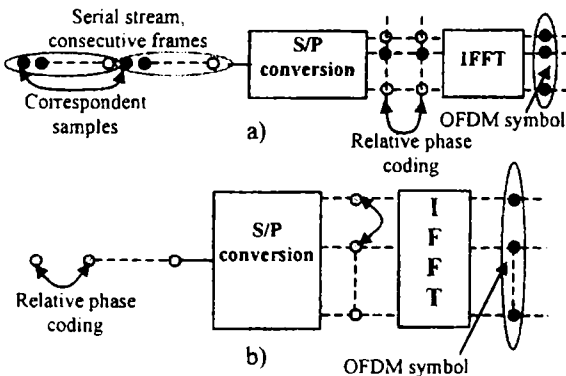 Serial stream,
consecutive frames
S/P
conversion
IFFT
Correspondent
samples
a)
OFDM symbol
Relative phase
coding
S/P
conversion
I
F
F
T
Relative phase
coding
b)
OFDM symbol